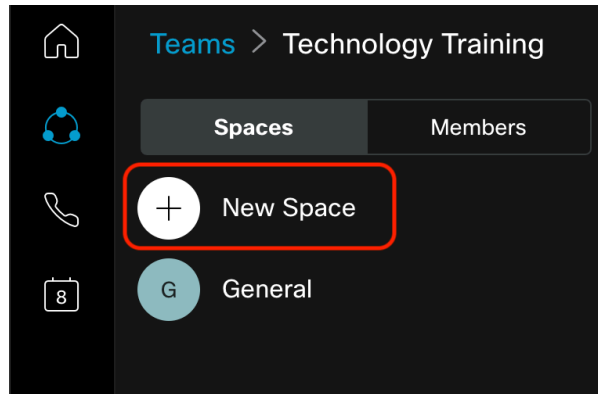 Teams > Technology Training
Spaces Members
New Space
G General
8